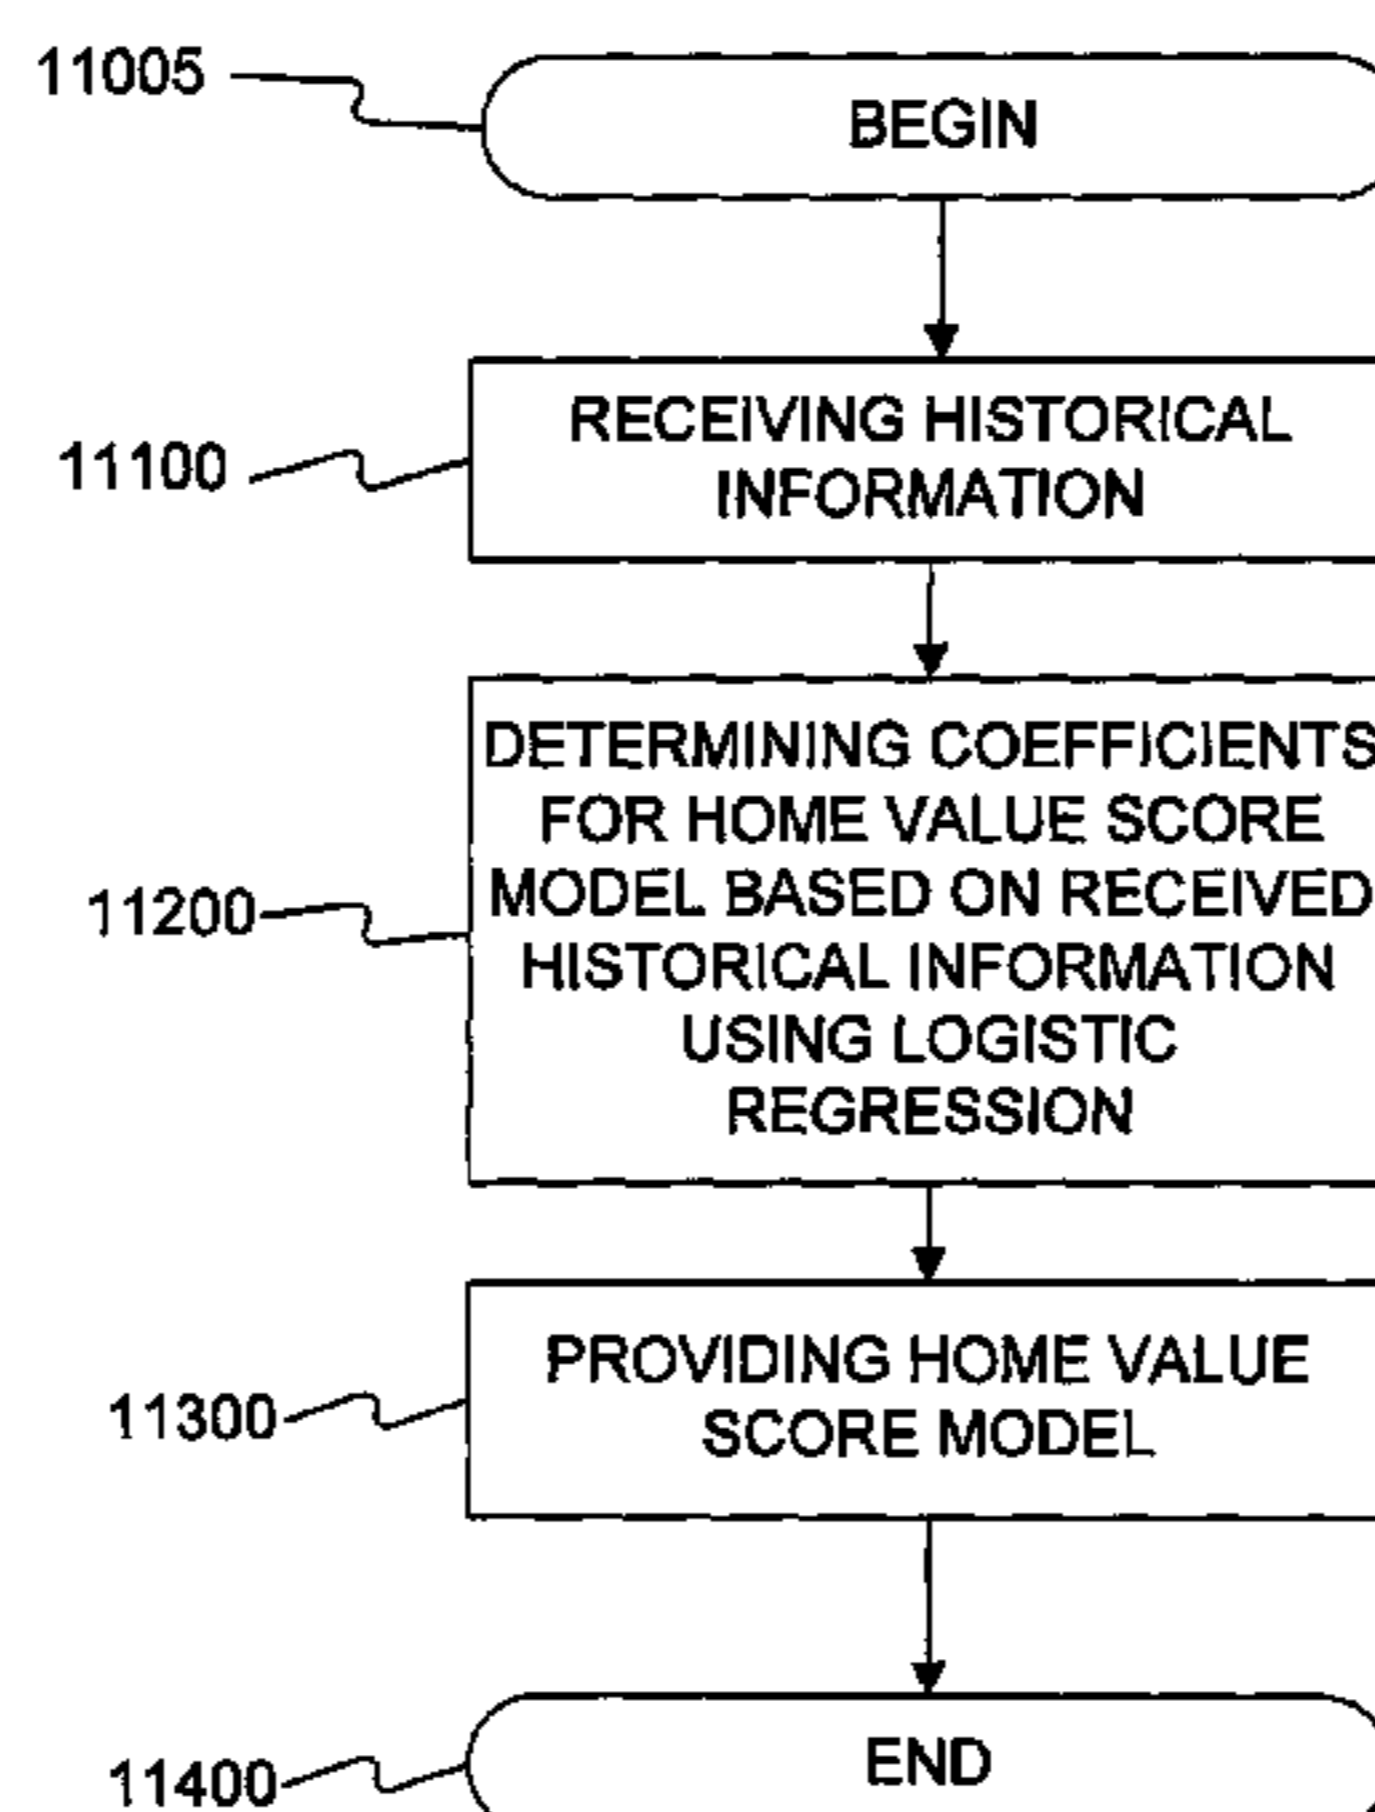 11005
BEGIN
RECEIVING HISTORICAL
INFORMATION
11100
DETERMINING COEFFICIENTS
FOR HOME VALUE SCORE
MODEL BASED ON RECEIVED
HISTORICAL INFORMATION
USING LOGISTIC
REGRESSION
11200
PROVIDING HOME VALUE
SCORE MODEL
11300
END
11400